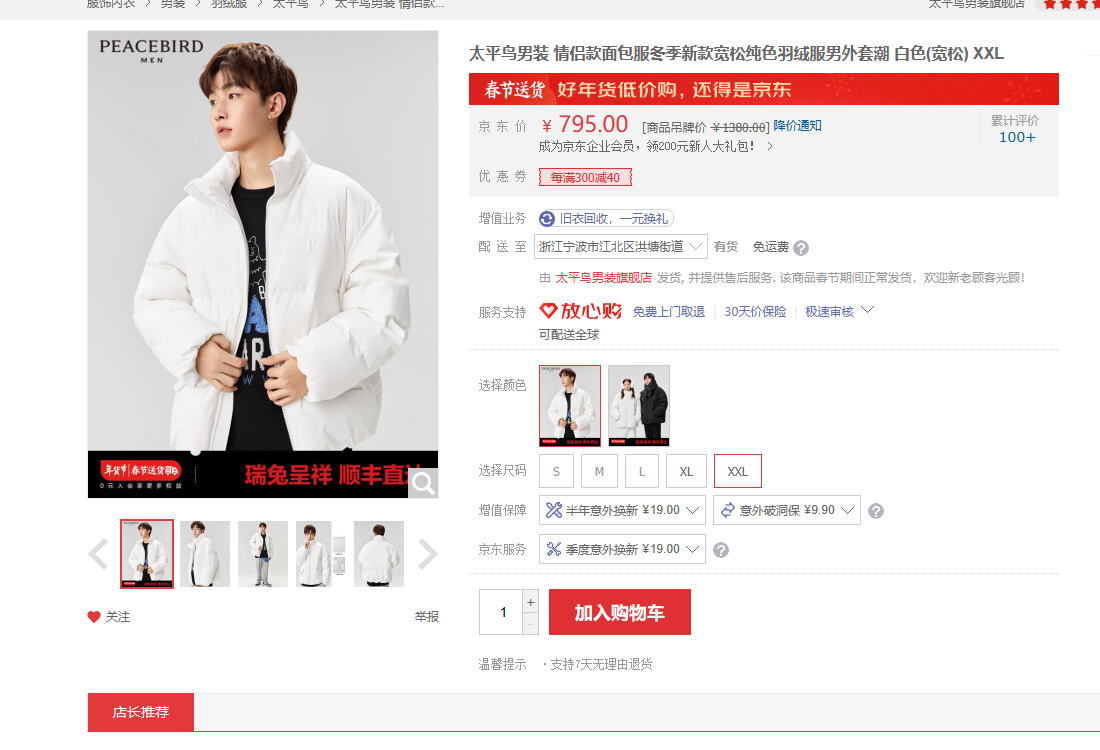 服饰内衣 > 男装 > 羽绒服 > 太平鸟 > 太平鸟男装 情侣款...
太平鸟男装旗舰店
PEACEBIRD
MEN
年货节 春节送货
0元入会享更多权益
瑞兔呈祥 顺丰直达
关注
举报
太平鸟男装 情侣款面包服冬季新款宽松纯色羽绒服男外套潮 白色(宽松) XXL
春节送货 好年货低价购，还得是京东
京东价 ¥ 795.00 [商品吊牌价 ¥1380.00] 降价通知
累计评价
100+
成为京东企业会员，领200元新人大礼包！ >
优惠券 每满300减40
增值业务 旧衣回收，一元换礼
配送至 浙江宁波市江北区洪塘街道 有货 免运费
由 太平鸟男装旗舰店 发货, 并提供售后服务. 该商品春节期间正常发货，欢迎新老顾客光顾！
服务支持 放心购 免费上门取退 30天价保险 极速审核
可配送全球
选择颜色
选择尺码 S M L XL XXL
增值保障 半年意外换新 ¥19.00 意外破洞保 ¥9.90
京东服务 季度意外换新 ¥19.00
1 + -
加入购物车
温馨提示 ·支持7天无理由退货
店长推荐